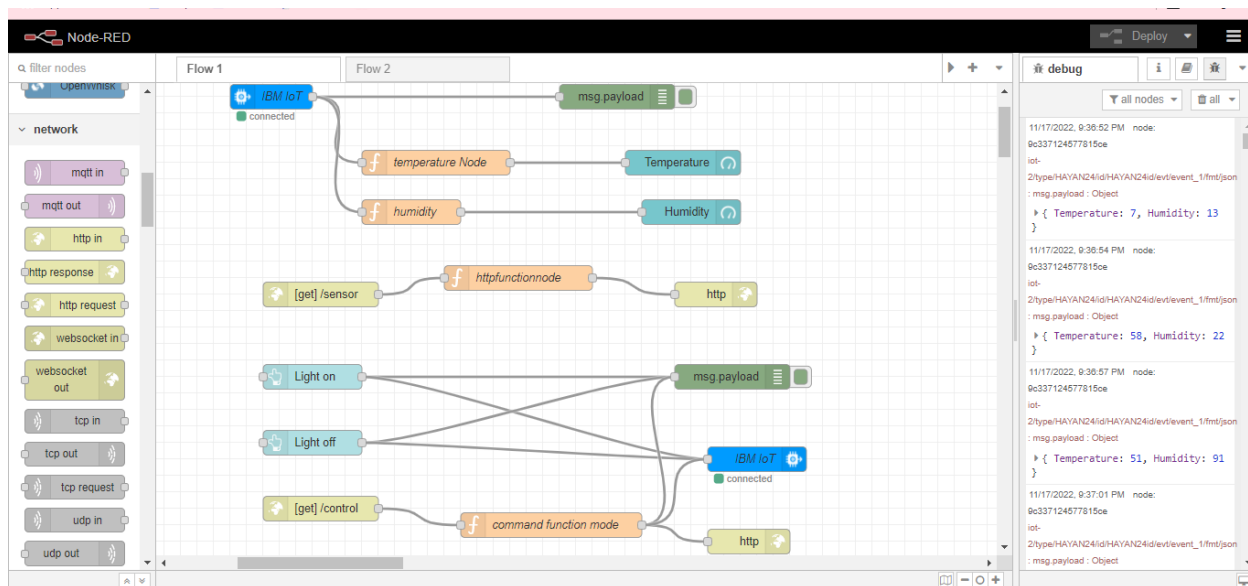 Node-RED
Deploy
filter nodes
OpenWhisk
network
mqtt in
mqtt out
http in
http response
http request
websocket in
websocket
out
tcp in
tcp out
tcp request
udp in
udp out
Flow 1
Flow 2
IBM IoT
connected
msg.payload
temperature Node
Temperature
humidity
Humidity
[get] /sensor
httpfunctionnode
http
Light on
msg.payload
Light off
IBM IoT
connected
[get] /control
command function mode
http
debug
i
all nodes
all
11/17/2022, 9:36:52 PM node:
9c337124577815ce
iot-
2/type/HAYAN24/id/HAYAN24id/evt/event_1/fmt/json
: msg.payload : Object
{ Temperature: 7, Humidity: 13
}
11/17/2022, 9:36:54 PM node:
9c337124577815ce
iot-
2/type/HAYAN24/id/HAYAN24id/evt/event_1/fmt/json
: msg.payload : Object
{ Temperature: 58, Humidity: 22
}
11/17/2022, 9:36:57 PM node:
9c337124577815ce
iot-
2/type/HAYAN24/id/HAYAN24id/evt/event_1/fmt/json
: msg.payload : Object
{ Temperature: 51, Humidity: 91
}
11/17/2022, 9:37:01 PM node:
9c337124577815ce
iot-
2/type/HAYAN24/id/HAYAN24id/evt/event_1/fmt/json
: msg.payload : Object